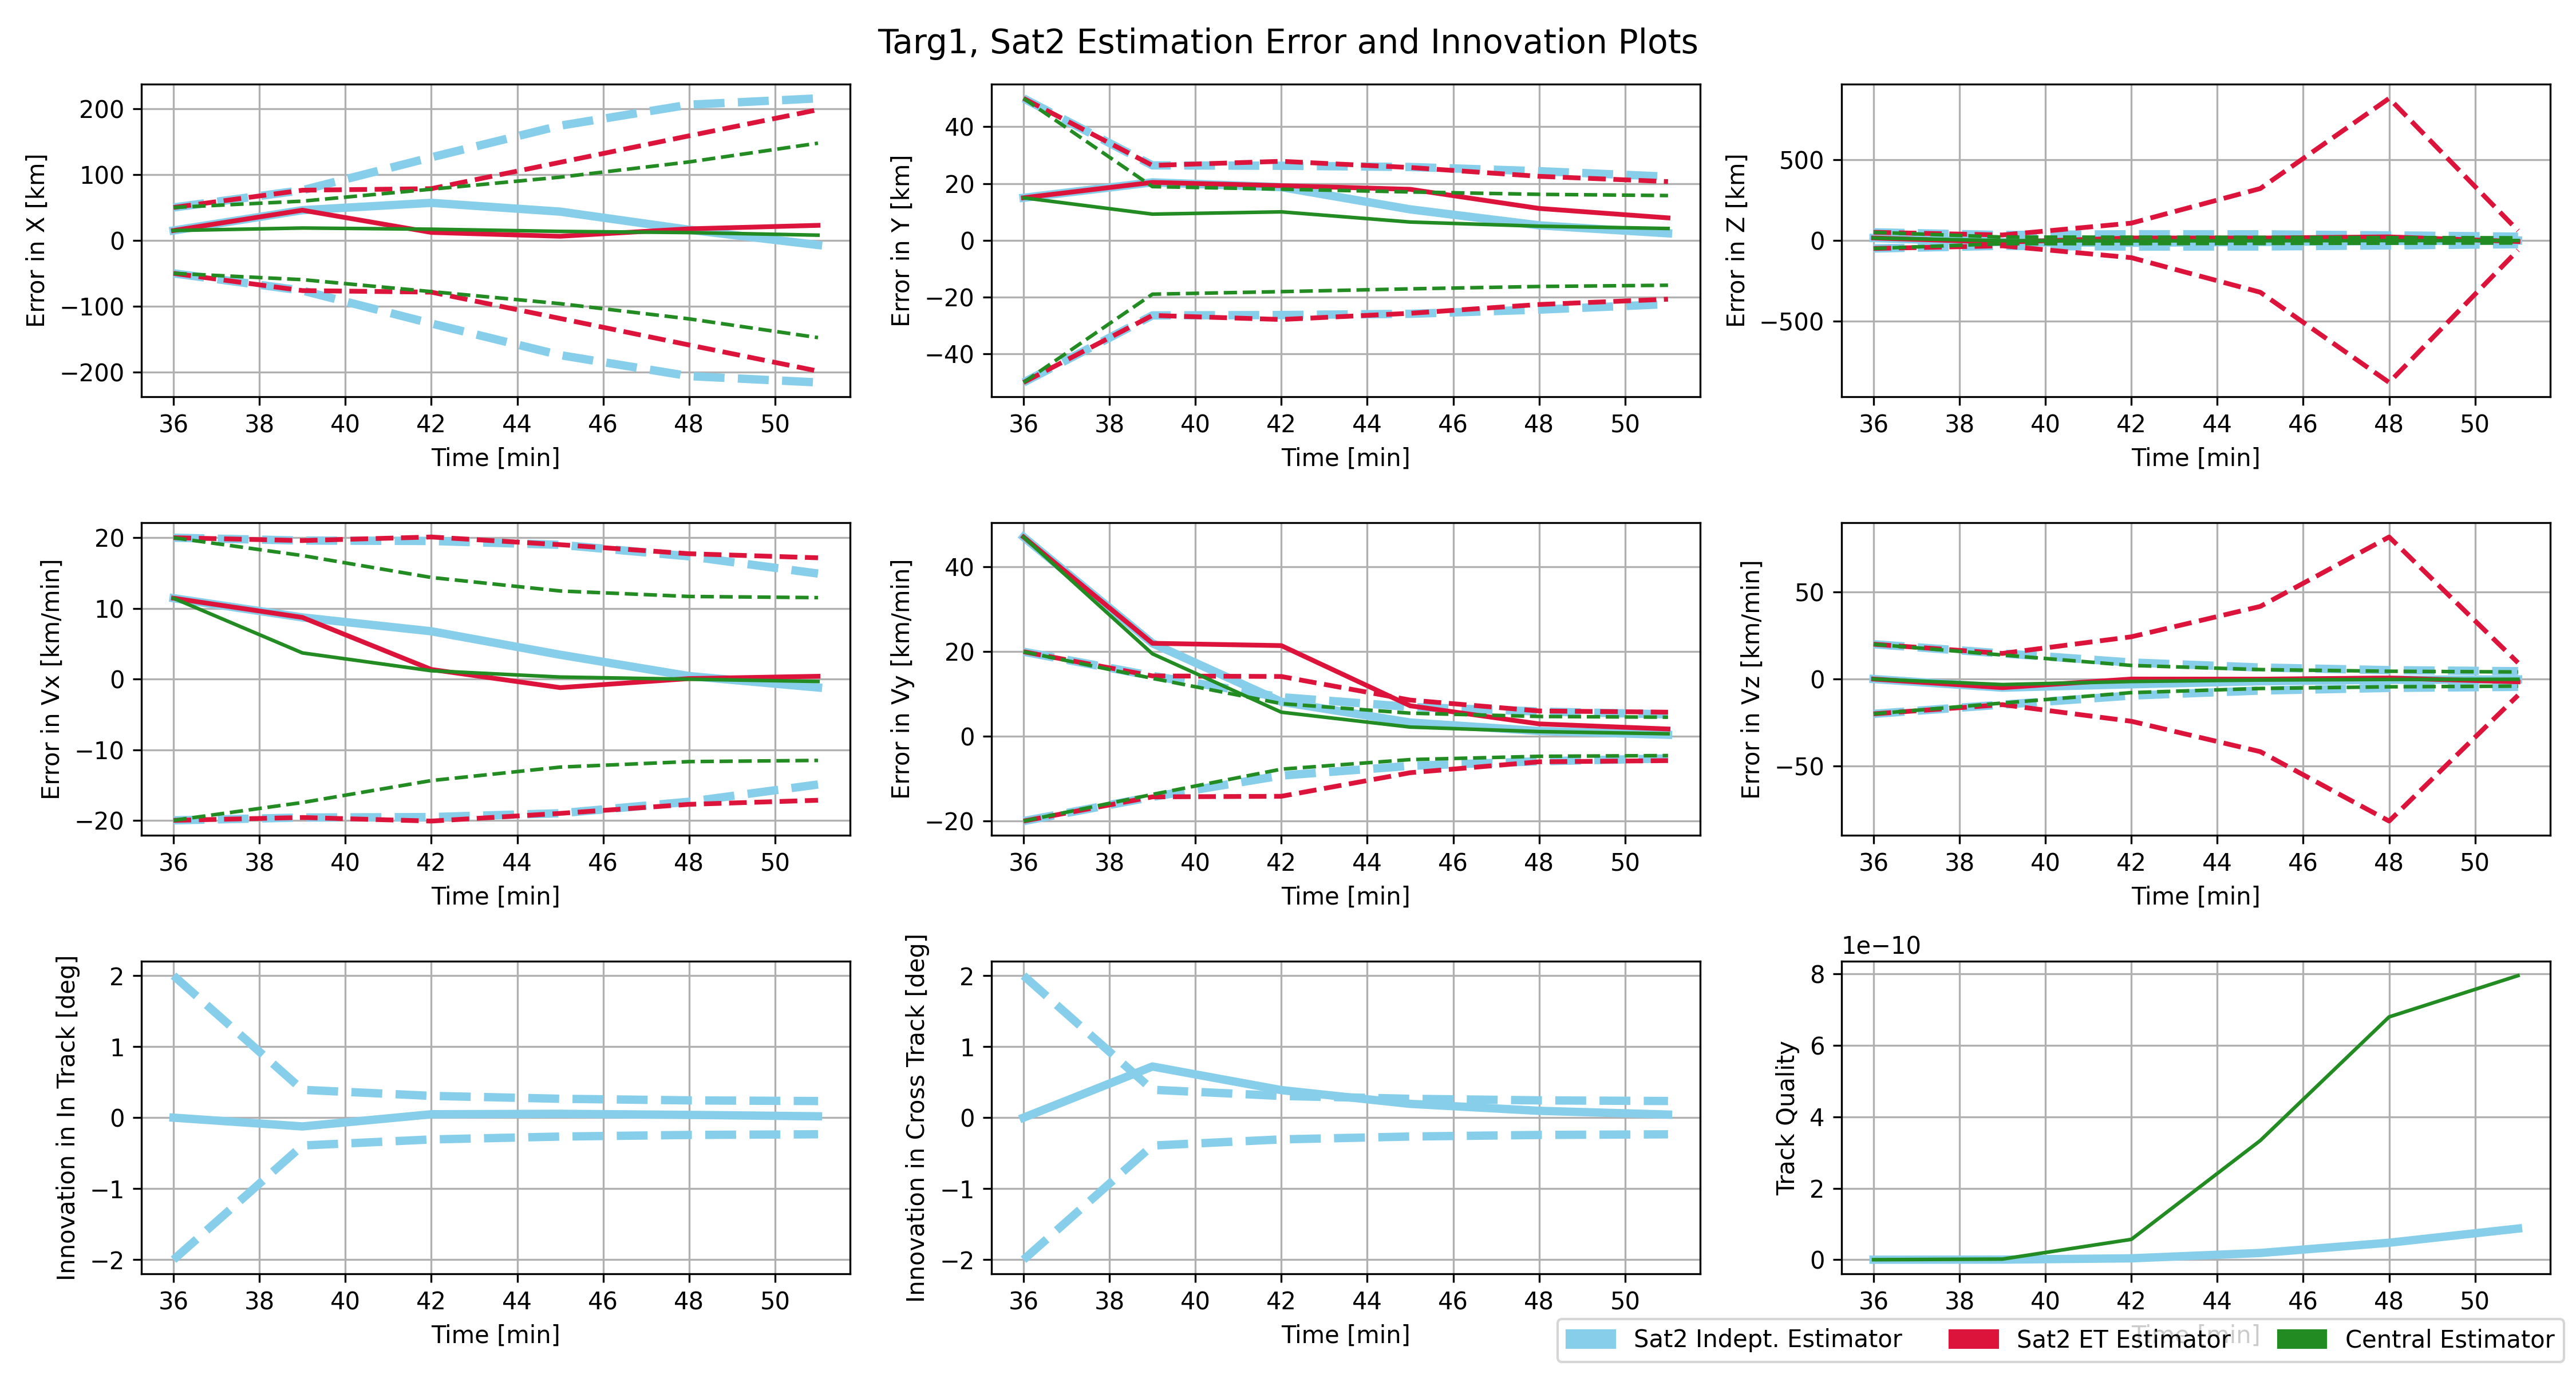 Targ1, Sat2 Estimation Error and Innovation Plots
Error in X [km]
200
100
0
−100
−200
36 38 40 42 44 46 48 50
Time [min]
Error in Y [km]
40
20
0
−20
−40
36 38 40 42 44 46 48 50
Time [min]
Error in Z [km]
500
0
−500
36 38 40 42 44 46 48 50
Time [min]
Error in Vx [km/min]
20
10
0
−10
−20
36 38 40 42 44 46 48 50
Time [min]
Error in Vy [km/min]
40
20
0
−20
36 38 40 42 44 46 48 50
Time [min]
Error in Vz [km/min]
50
0
−50
36 38 40 42 44 46 48 50
Time [min]
Innovation in In Track [deg]
2
1
0
−1
−2
36 38 40 42 44 46 48 50
Time [min]
Innovation in Cross Track [deg]
2
1
0
−1
−2
36 38 40 42 44 46 48 50
Time [min]
1e−10
Track Quality
8
6
4
2
0
36 38 40 42 44 46 48 50
Time [min]
Sat2 Indept. Estimator
Sat2 ET Estimator
Central Estimator